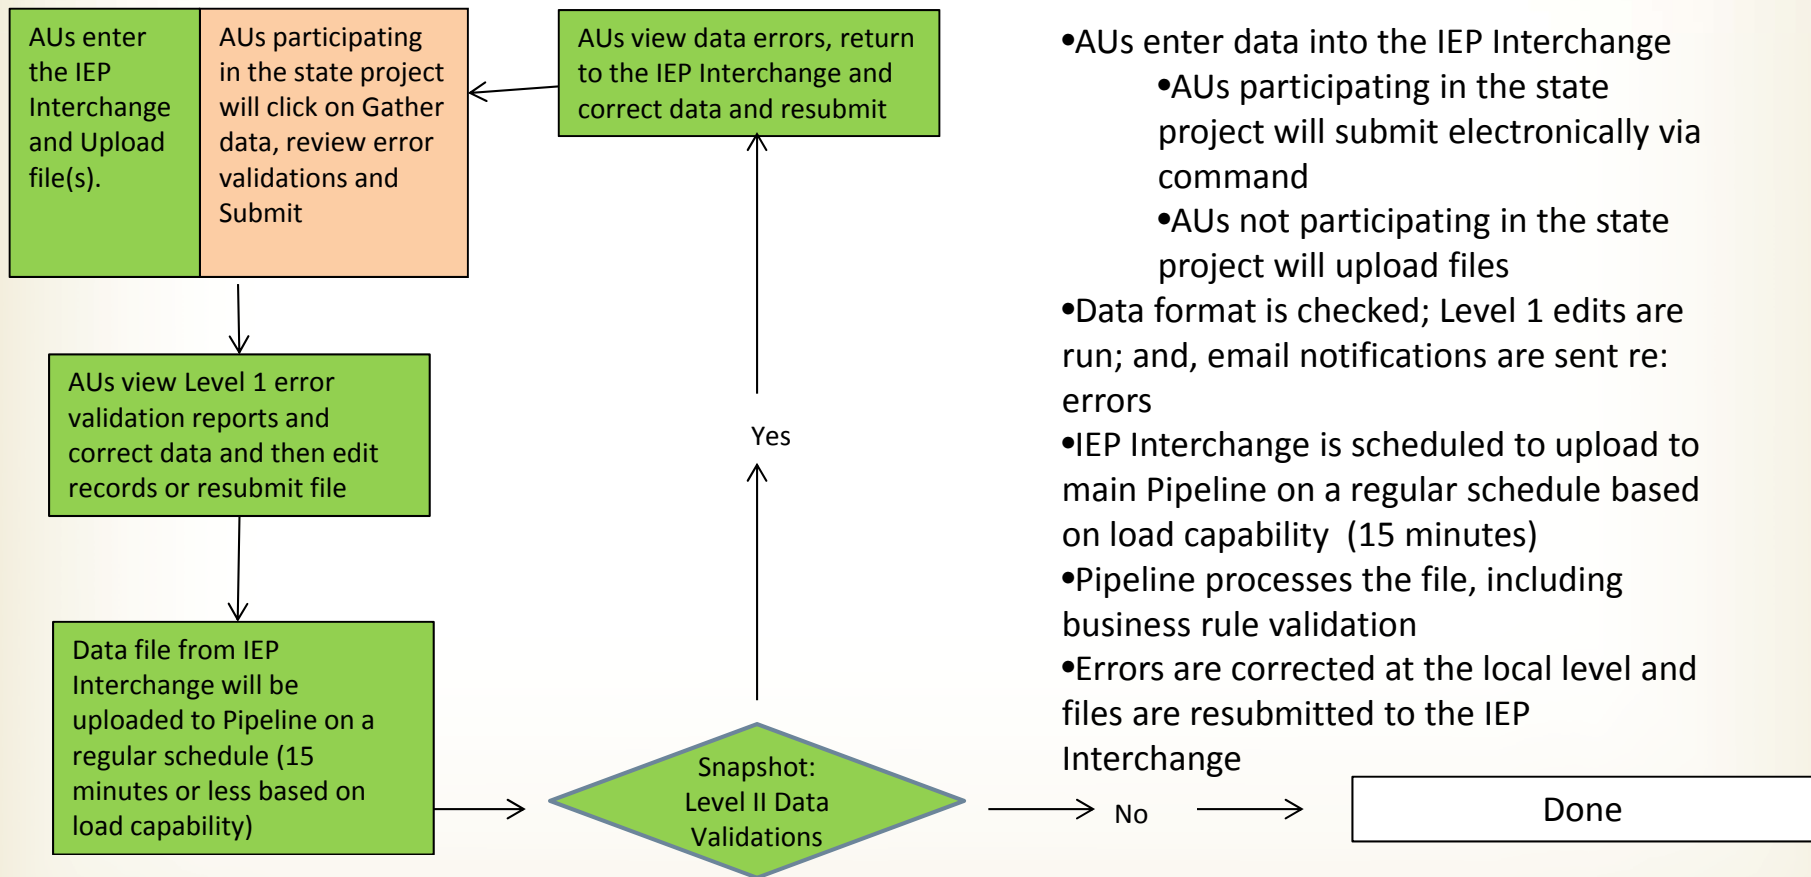 AUs enter
the IEP
Interchange
and Upload
file(s).
AUs participating
in the state project
will click on Gather
data, review error
validations and
Submit
AUs view data errors, return
to the IEP Interchange and
correct data and resubmit
AUs view Level 1 error
validation reports and
correct data and then edit
records or resubmit file
Yes
Data file from IEP
Interchange will be
uploaded to Pipeline on a
regular schedule (15
minutes or less based on
load capability)
Snapshot:
Level II Data
Validations
No
Done
•AUs enter data into the IEP Interchange
•AUs participating in the state
project will submit electronically via
command
•AUs not participating in the state
project will upload files
•Data format is checked; Level 1 edits are
run; and, email notifications are sent re:
errors
•IEP Interchange is scheduled to upload to
main Pipeline on a regular schedule based
on load capability (15 minutes)
•Pipeline processes the file, including
business rule validation
•Errors are corrected at the local level and
files are resubmitted to the IEP
Interchange